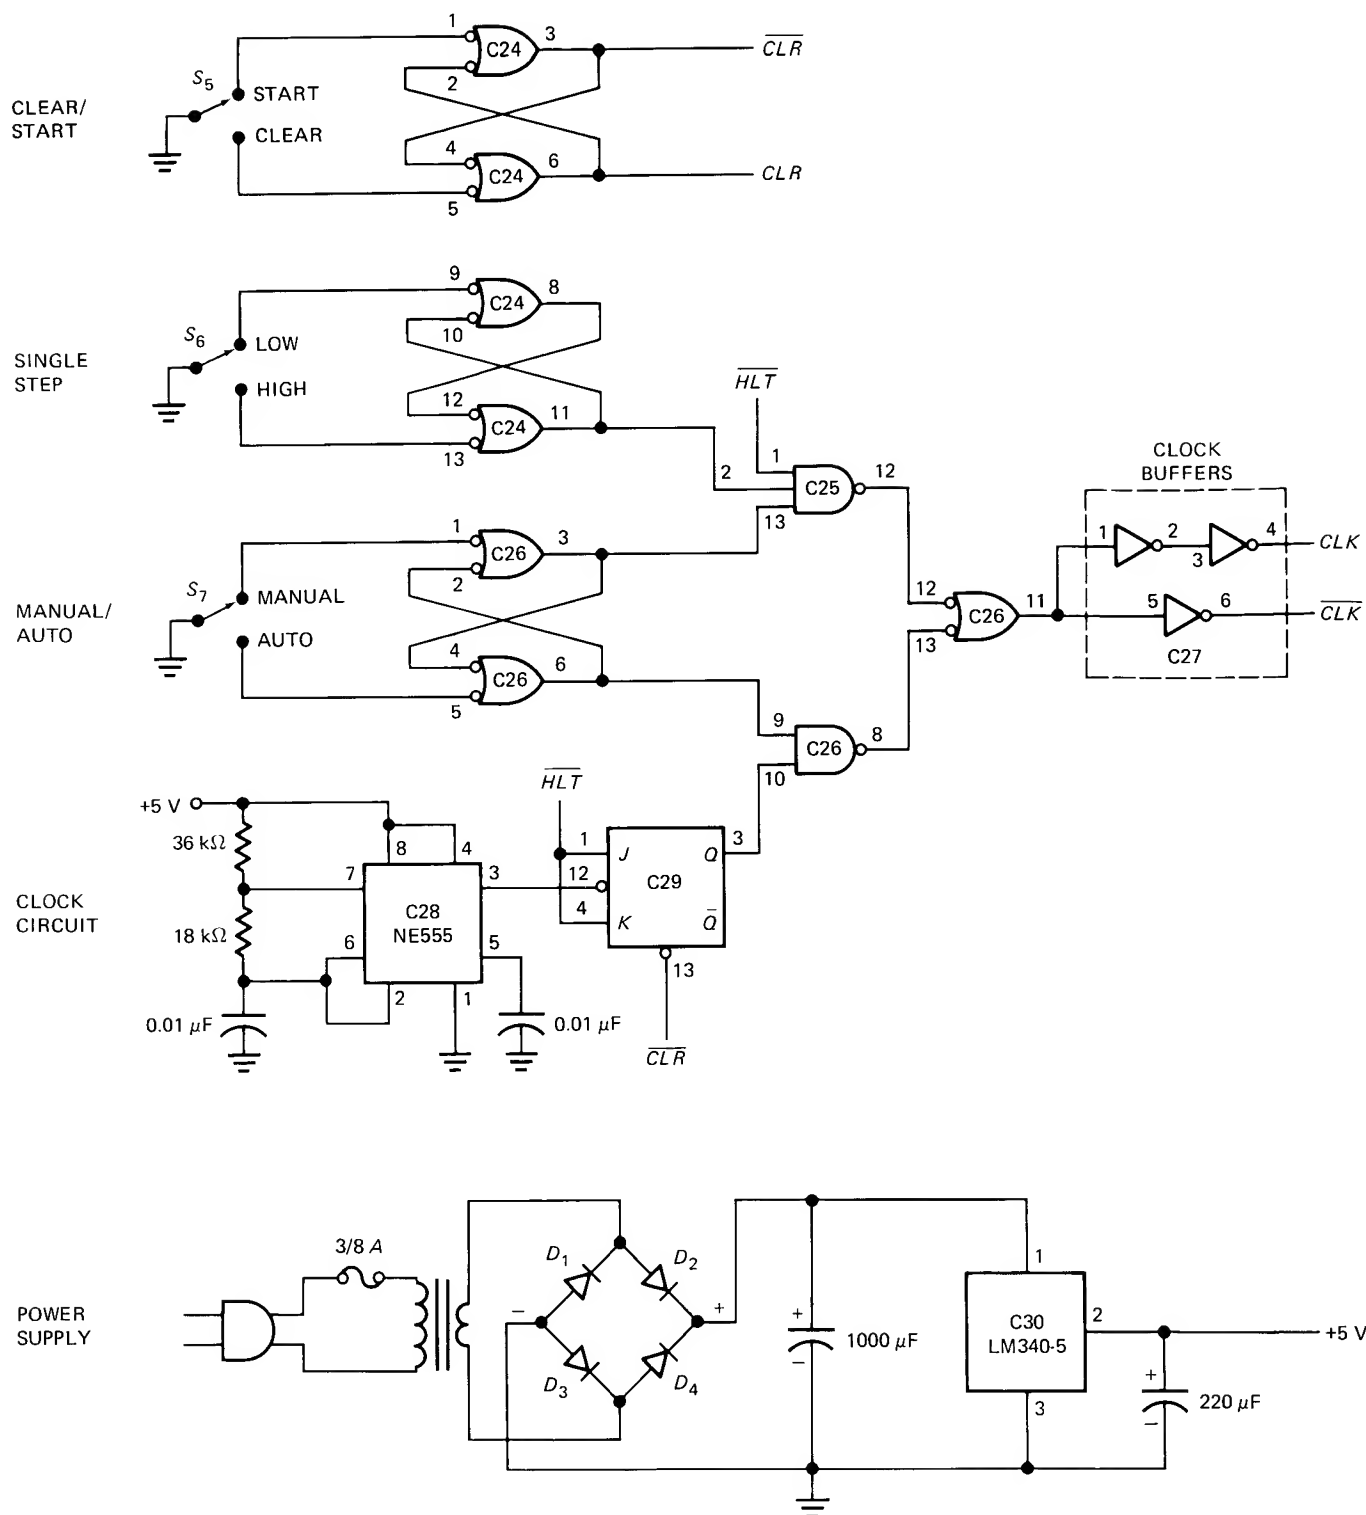 CLEAR/
START
S5
START
CLEAR
1
2
C24
3
C̅L̅R̅
4
5
C24
6
CLR
SINGLE
STEP
S6
LOW
HIGH
9
10
C24
8
12
13
C24
11
H̅L̅T̅
1
2
13
C25
12
MANUAL/
AUTO
S7
MANUAL
AUTO
1
2
C26
3
4
5
C26
6
9
10
C26
8
12
13
C26
11
CLOCK
BUFFERS
1
2
3
4
CLK
5
6
C̅L̅K̅
C27
CLOCK
CIRCUIT
+5 V
36 kΩ
18 kΩ
0.01 μF
7
6
8
4
C28
NE555
3
5
2
1
0.01 μF
H̅L̅T̅
1
12
4
J
K
C29
Q
Q̅
3
13
C̅L̅R̅
POWER
SUPPLY
3/8 A
D1
D2
D3
D4
−
+
+
−
1000 μF
1
C30
LM340-5
2
3
+5 V
+
−
220 μF